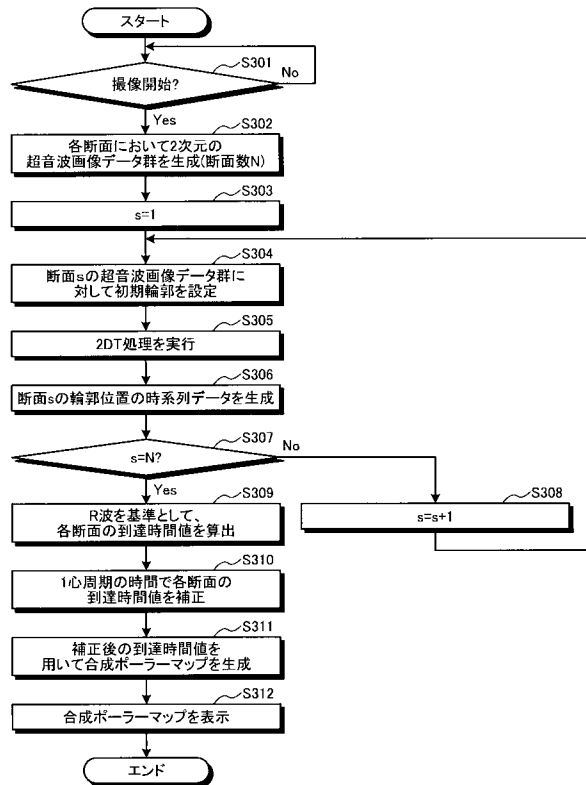 スタート
S301
撮像開始?
No
Yes
S302
各断面において2次元の
超音波画像データ群を生成(断面数N)
S303
s=1
S304
断面sの超音波画像データ群に
対して初期輪郭を設定
S305
2DT処理を実行
S306
断面sの輪郭位置の時系列データを生成
S307
s=N?
No
Yes
S308
s=s+1
S309
R波を基準として、
各断面の到達時間値を算出
S310
1心周期の時間で各断面の
到達時間値を補正
S311
補正後の到達時間値を
用いて合成ポーラーマップを生成
S312
合成ポーラーマップを表示
エンド